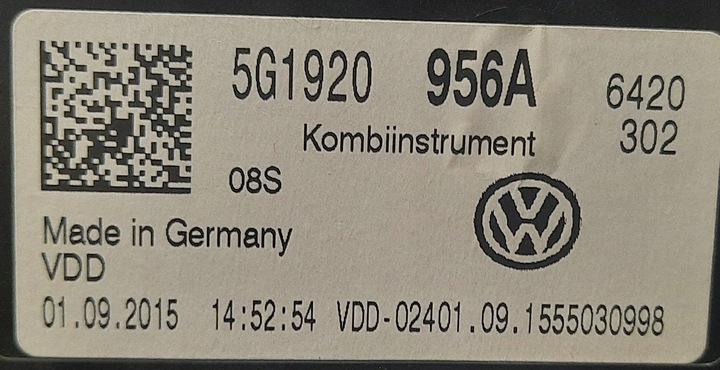 5G1920 956A 6420
Kombiinstrument 302
08S
Made in Germany
VDD
01.09.2015 14:52:54 VDD-02401.09.1555030998